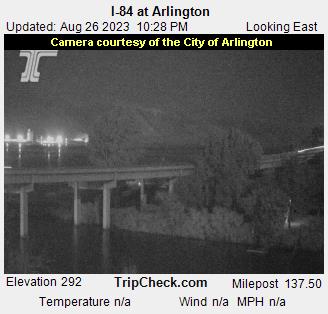 I-84 at Arlington
Updated: Aug 26 2023 10:28 PM Looking East
Camera courtesy of the City of Arlington
Elevation 292 TripCheck.com Milepost 137.50
Temperature n/a Wind n/a MPH n/a